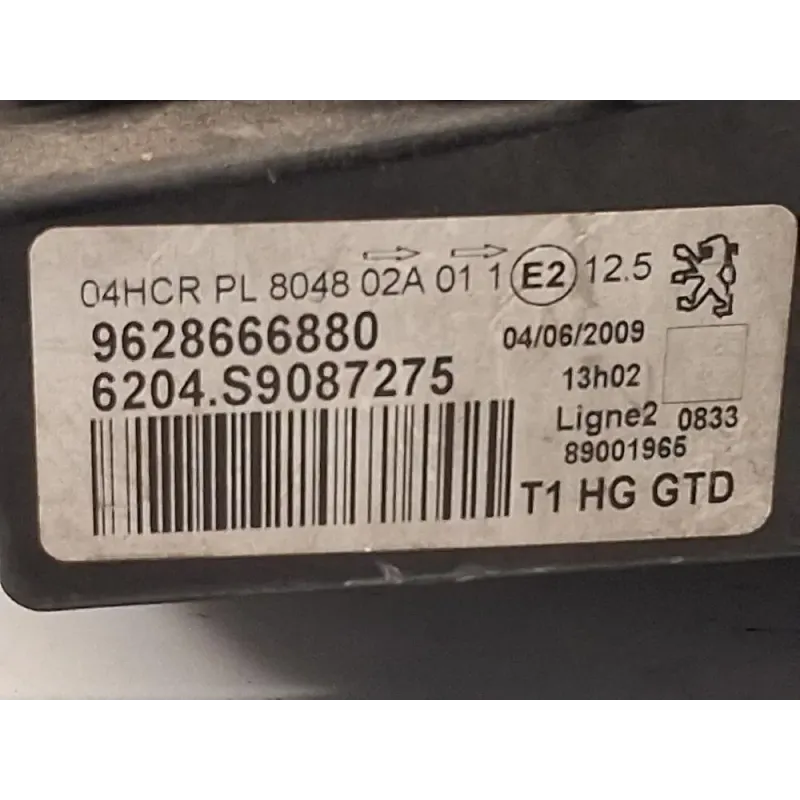 04HCR PL 8048 02A 01 1 E2 12.5
9628666880
04/06/2009
6204.S9087275
13h02
Ligne2 0833
89001965
T1 HG GTD